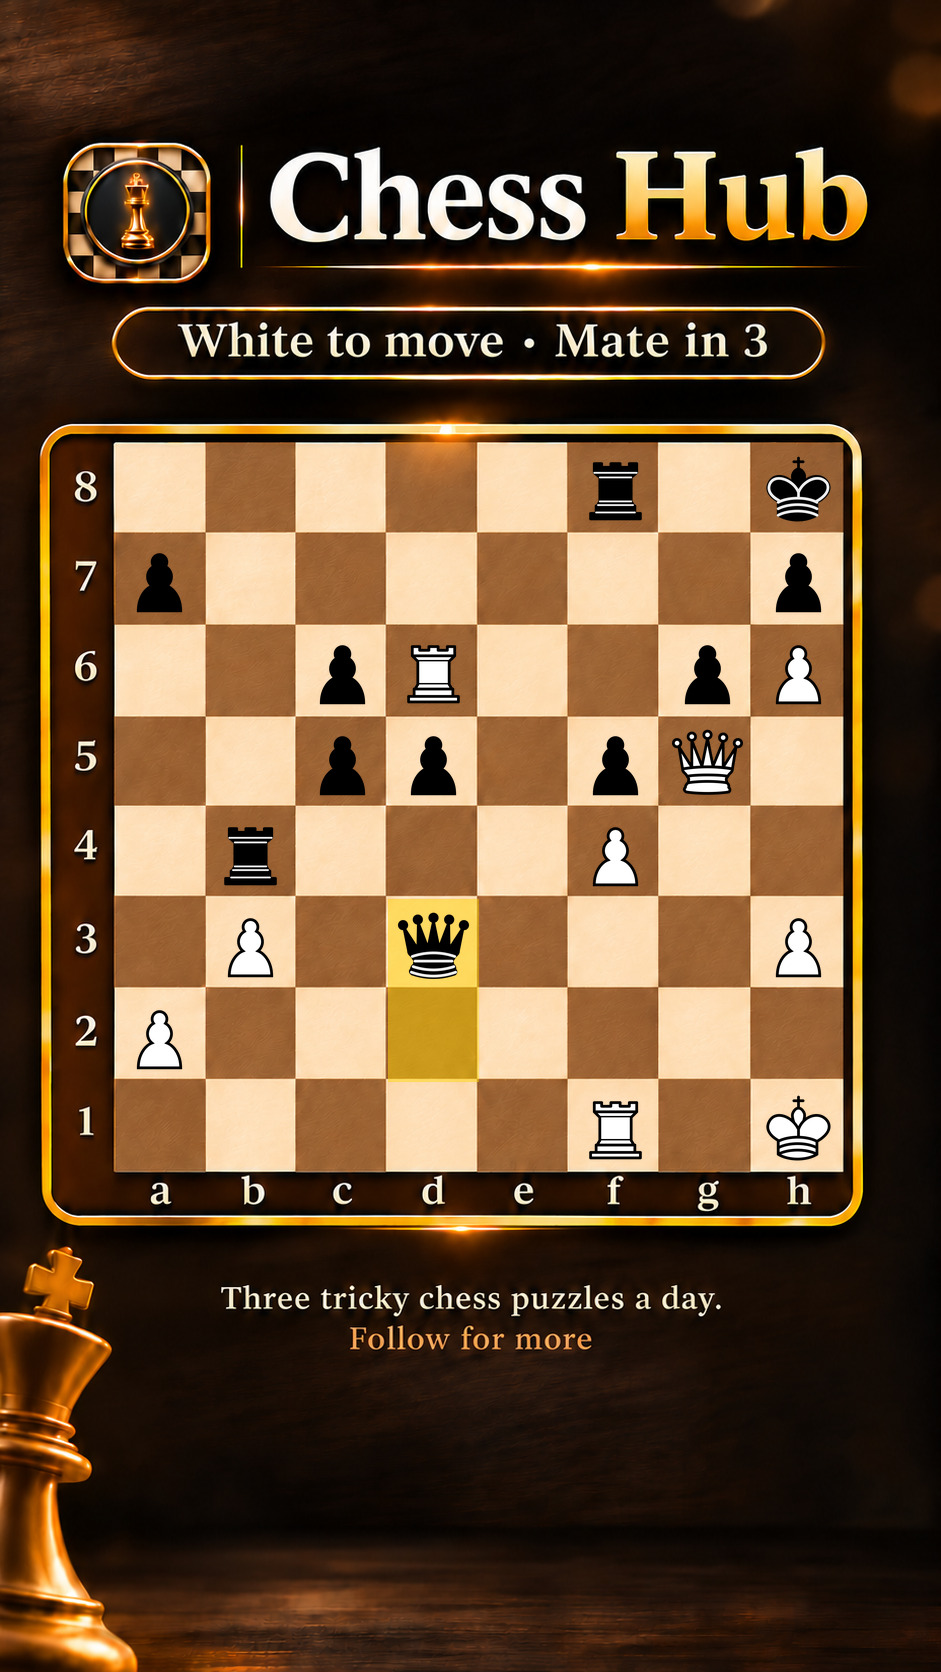 Chess Hub
White to move • Mate in 3
8
7
6
5
4
3
2
1
a b c d e f g h
Three tricky chess puzzles a day.
Follow for more